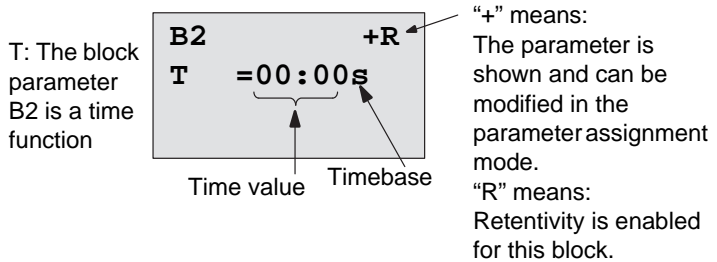 T: The block
parameter
B2 is a time
function
B2 +R
T =00:00s
Time value
Timebase
“+” means:
The parameter is
shown and can be
modified in the
parameter assignment
mode.
“R” means:
Retentivity is enabled
for this block.